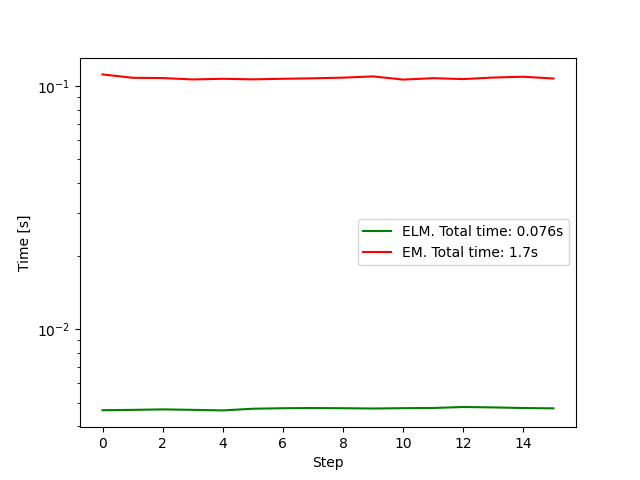 10⁻¹
10⁻²
Time [s]
ELM. Total time: 0.076s
EM. Total time: 1.7s
0 2 4 6 8 10 12 14
Step